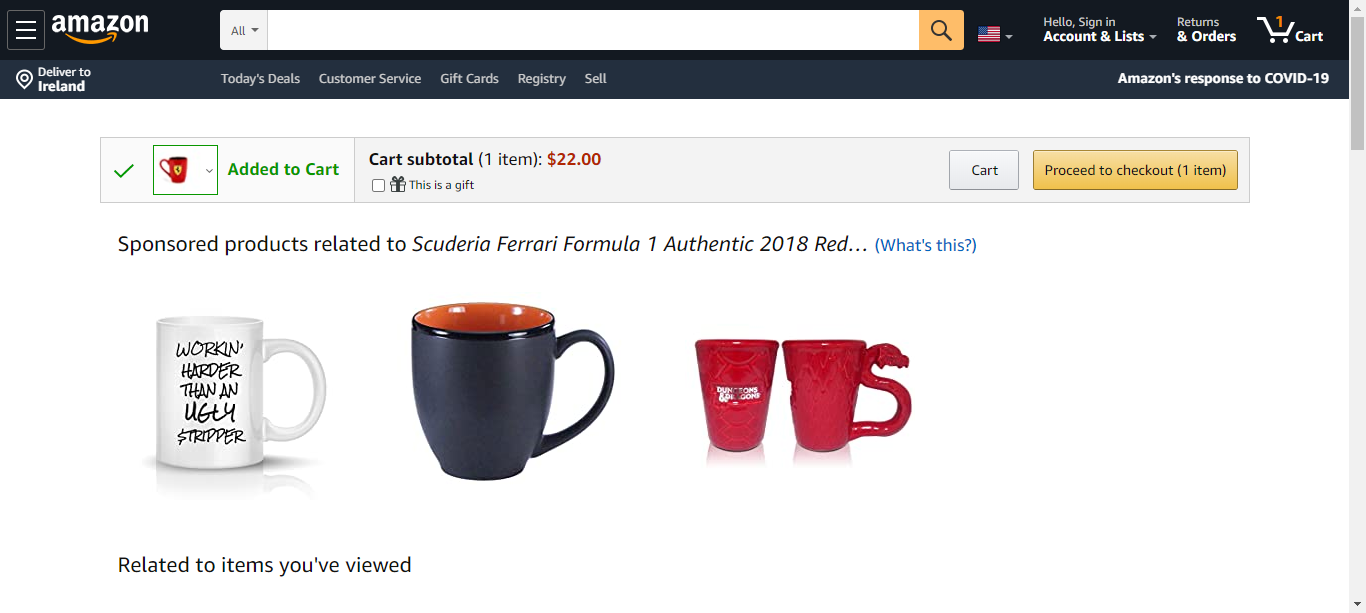 amazon
All
Hello, Sign in
Account & Lists
Returns
& Orders
1
Cart
Deliver to
Ireland
Today's Deals
Customer Service
Gift Cards
Registry
Sell
Amazon's response to COVID-19
Added to Cart
Cart subtotal (1 item): $22.00
This is a gift
Cart
Proceed to checkout (1 item)
Sponsored products related to Scuderia Ferrari Formula 1 Authentic 2018 Red… (What's this?)
WORKIN'
HARDER
THAN AN
UGLY
$TRIPPER
DUNGEONS
& DRAGONS
Related to items you've viewed